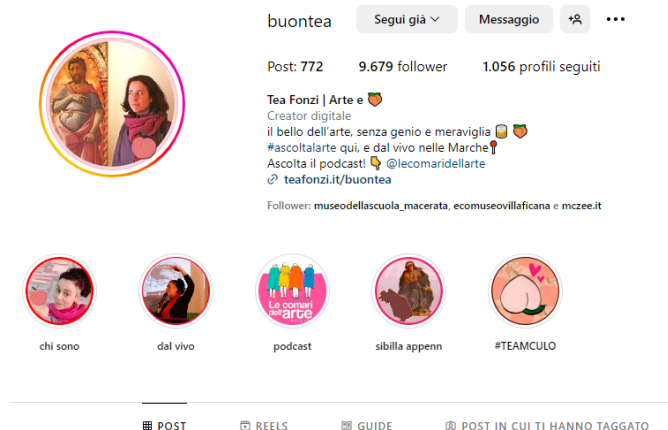 buontea
Segui già
Messaggio
Post: 772
9.679 follower
1.056 profili seguiti
Tea Fonzi | Arte e 🍑
Creator digitale
il bello dell'arte, senza genio e meraviglia 🥃 🍑
#ascoltalarte qui, e dal vivo nelle Marche📍
Ascolta il podcast! 👇 @lecomaridellarte
teafonzi.it/buontea
Follower: museodellascuola_macerata, ecomuseovillaficana e mczee.it
Le comari
dell'arte
chi sono
dal vivo
podcast
sibilla appenn
#TEAMCULO
POST
REELS
GUIDE
POST IN CUI TI HANNO TAGGATO